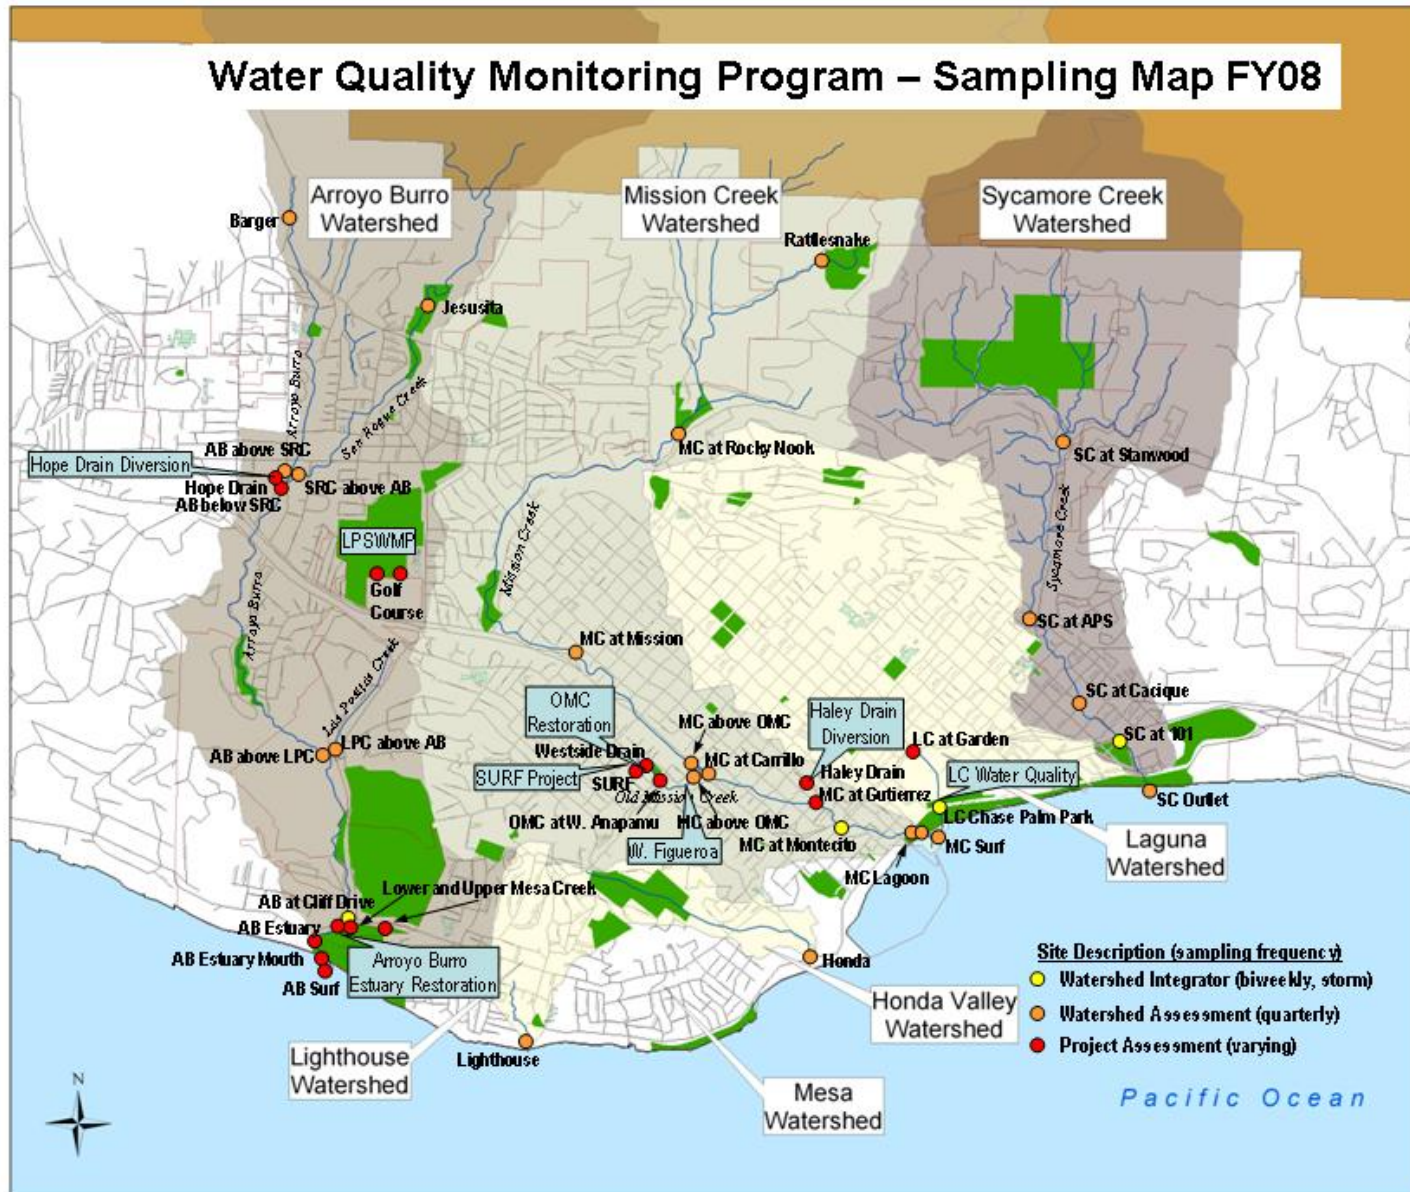 Water Quality Monitoring Program – Sampling Map FY08
Arroyo Burro
Watershed
Mission Creek
Watershed
Sycamore Creek
Watershed
Barger
Rattlesnake
Jesusita
Arroyo Burro
San Roque Creek
AB above SRC
MC at Rocky Nook
SC at Stanwood
Hope Drain Diversion
Hope Drain
SRC above AB
AB below SRC
LPSWMP
Golf
Course
Mission Creek
Sycamore Creek
Arroyo Burro
SC at APS
MC at Mission
Las Positas Creek
OMC
Restoration
SC at Cacique
MC above OMC
Haley Drain
Diversion
AB above LPC
LPC above AB
Westside Drain
LC at Garden
SC at 101
SURF Project
SURF
MC at Carrillo
Haley Drain
LC Water Quality
Old Mission Creek
MC at Gutierrez
SC Outlet
OMC at W. Anapamu
MC above OMC
LC Chase Palm Park
W. Figueroa
MC at Montecito
MC Surf
Laguna
Watershed
MC Lagoon
AB at Cliff Drive
Lower and Upper Mesa Creek
AB Estuary
AB Estuary Mouth
Arroyo Burro
Estuary Restoration
AB Surf
Honda
Honda Valley
Watershed
Site Description (sampling frequency)
Watershed Integrator (biweekly, storm)
Watershed Assessment (quarterly)
Project Assessment (varying)
Lighthouse
Watershed
Lighthouse
Mesa
Watershed
N
Pacific Ocean